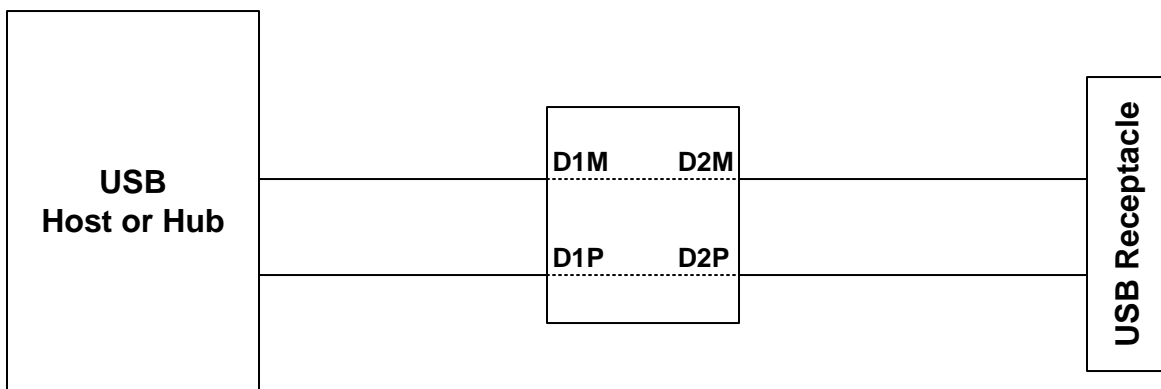 USB
Host or Hub
D1M D2M
D1P D2P
USB Receptacle